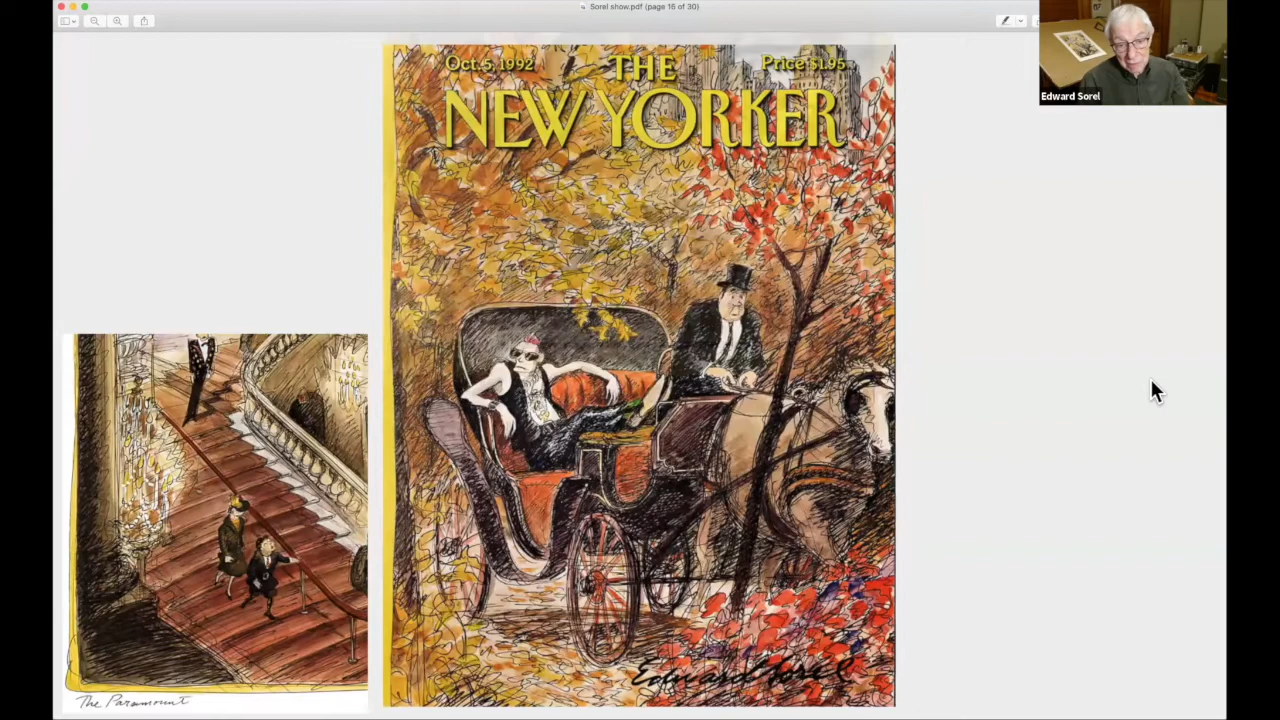 Sorel show.pdf (page 16 of 30)
Edward Sorel
Oct. 5, 1992
THE
Price $1.95
NEW YORKER
Edward Sorel
The Paramount